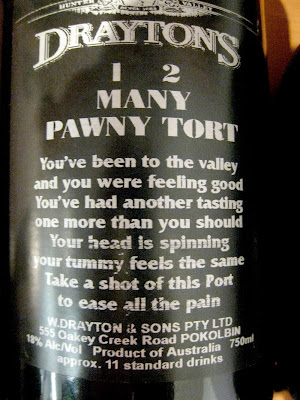 HUNTER VALLEY
DRAYTON'S
1 2
MANY
PAWNY TORT
You've been to the valley
and you were feeling good
You've had another tasting
one more than you should
Your head is spinning
your tummy feels the same
Take a shot of this Port
to ease all the pain
W.DRAYTON & SONS PTY LTD
555 Oakey Creek Road POKOLBIN
18% Alc/Vol Product of Australia 750ml
approx. 11 standard drinks